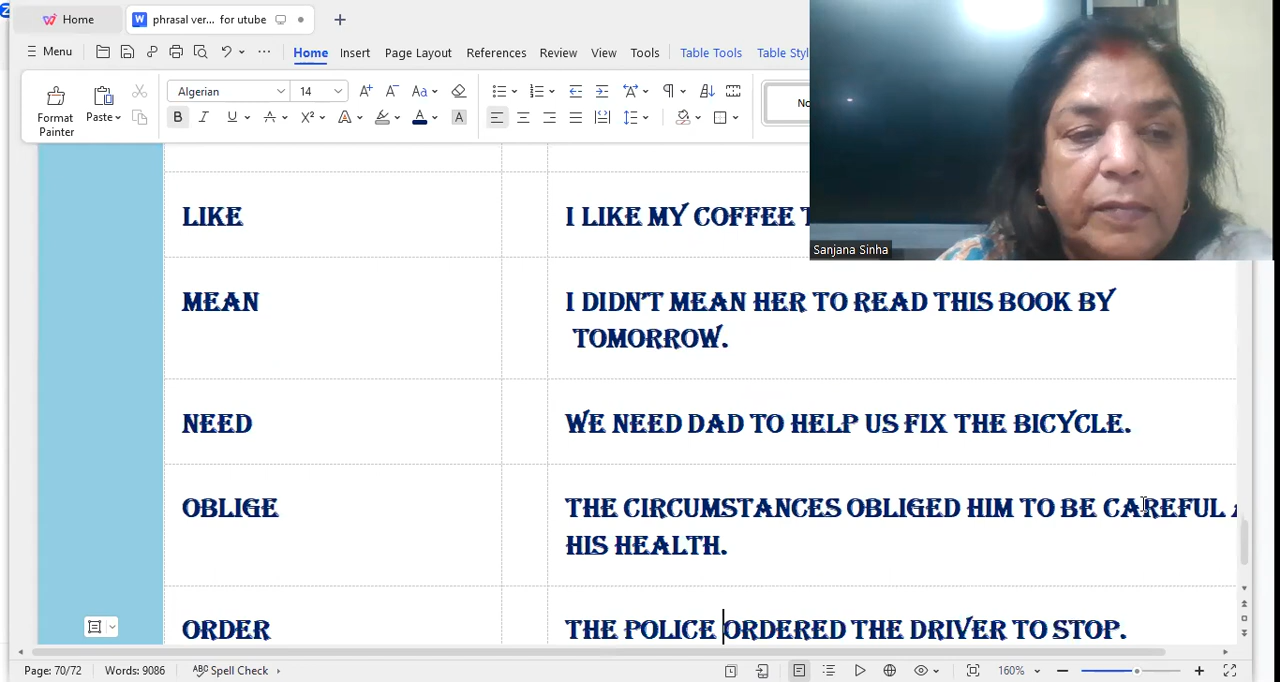 Home
phrasal ver... for utube
Menu
Home Insert Page Layout References Review View Tools Table Tools Table Sty
Format Painter
Paste
Algerian 14
Sanjana Sinha
LIKE I LIKE MY COFFEE
MEAN I DIDN'T MEAN HER TO READ THIS BOOK BY
TOMORROW.
NEED WE NEED DAD TO HELP US FIX THE BICYCLE.
OBLIGE THE CIRCUMSTANCES OBLIGED HIM TO BE CAREFUL
HIS HEALTH.
ORDER THE POLICE ORDERED THE DRIVER TO STOP.
Page: 70/72 Words: 9086 Spell Check 160%